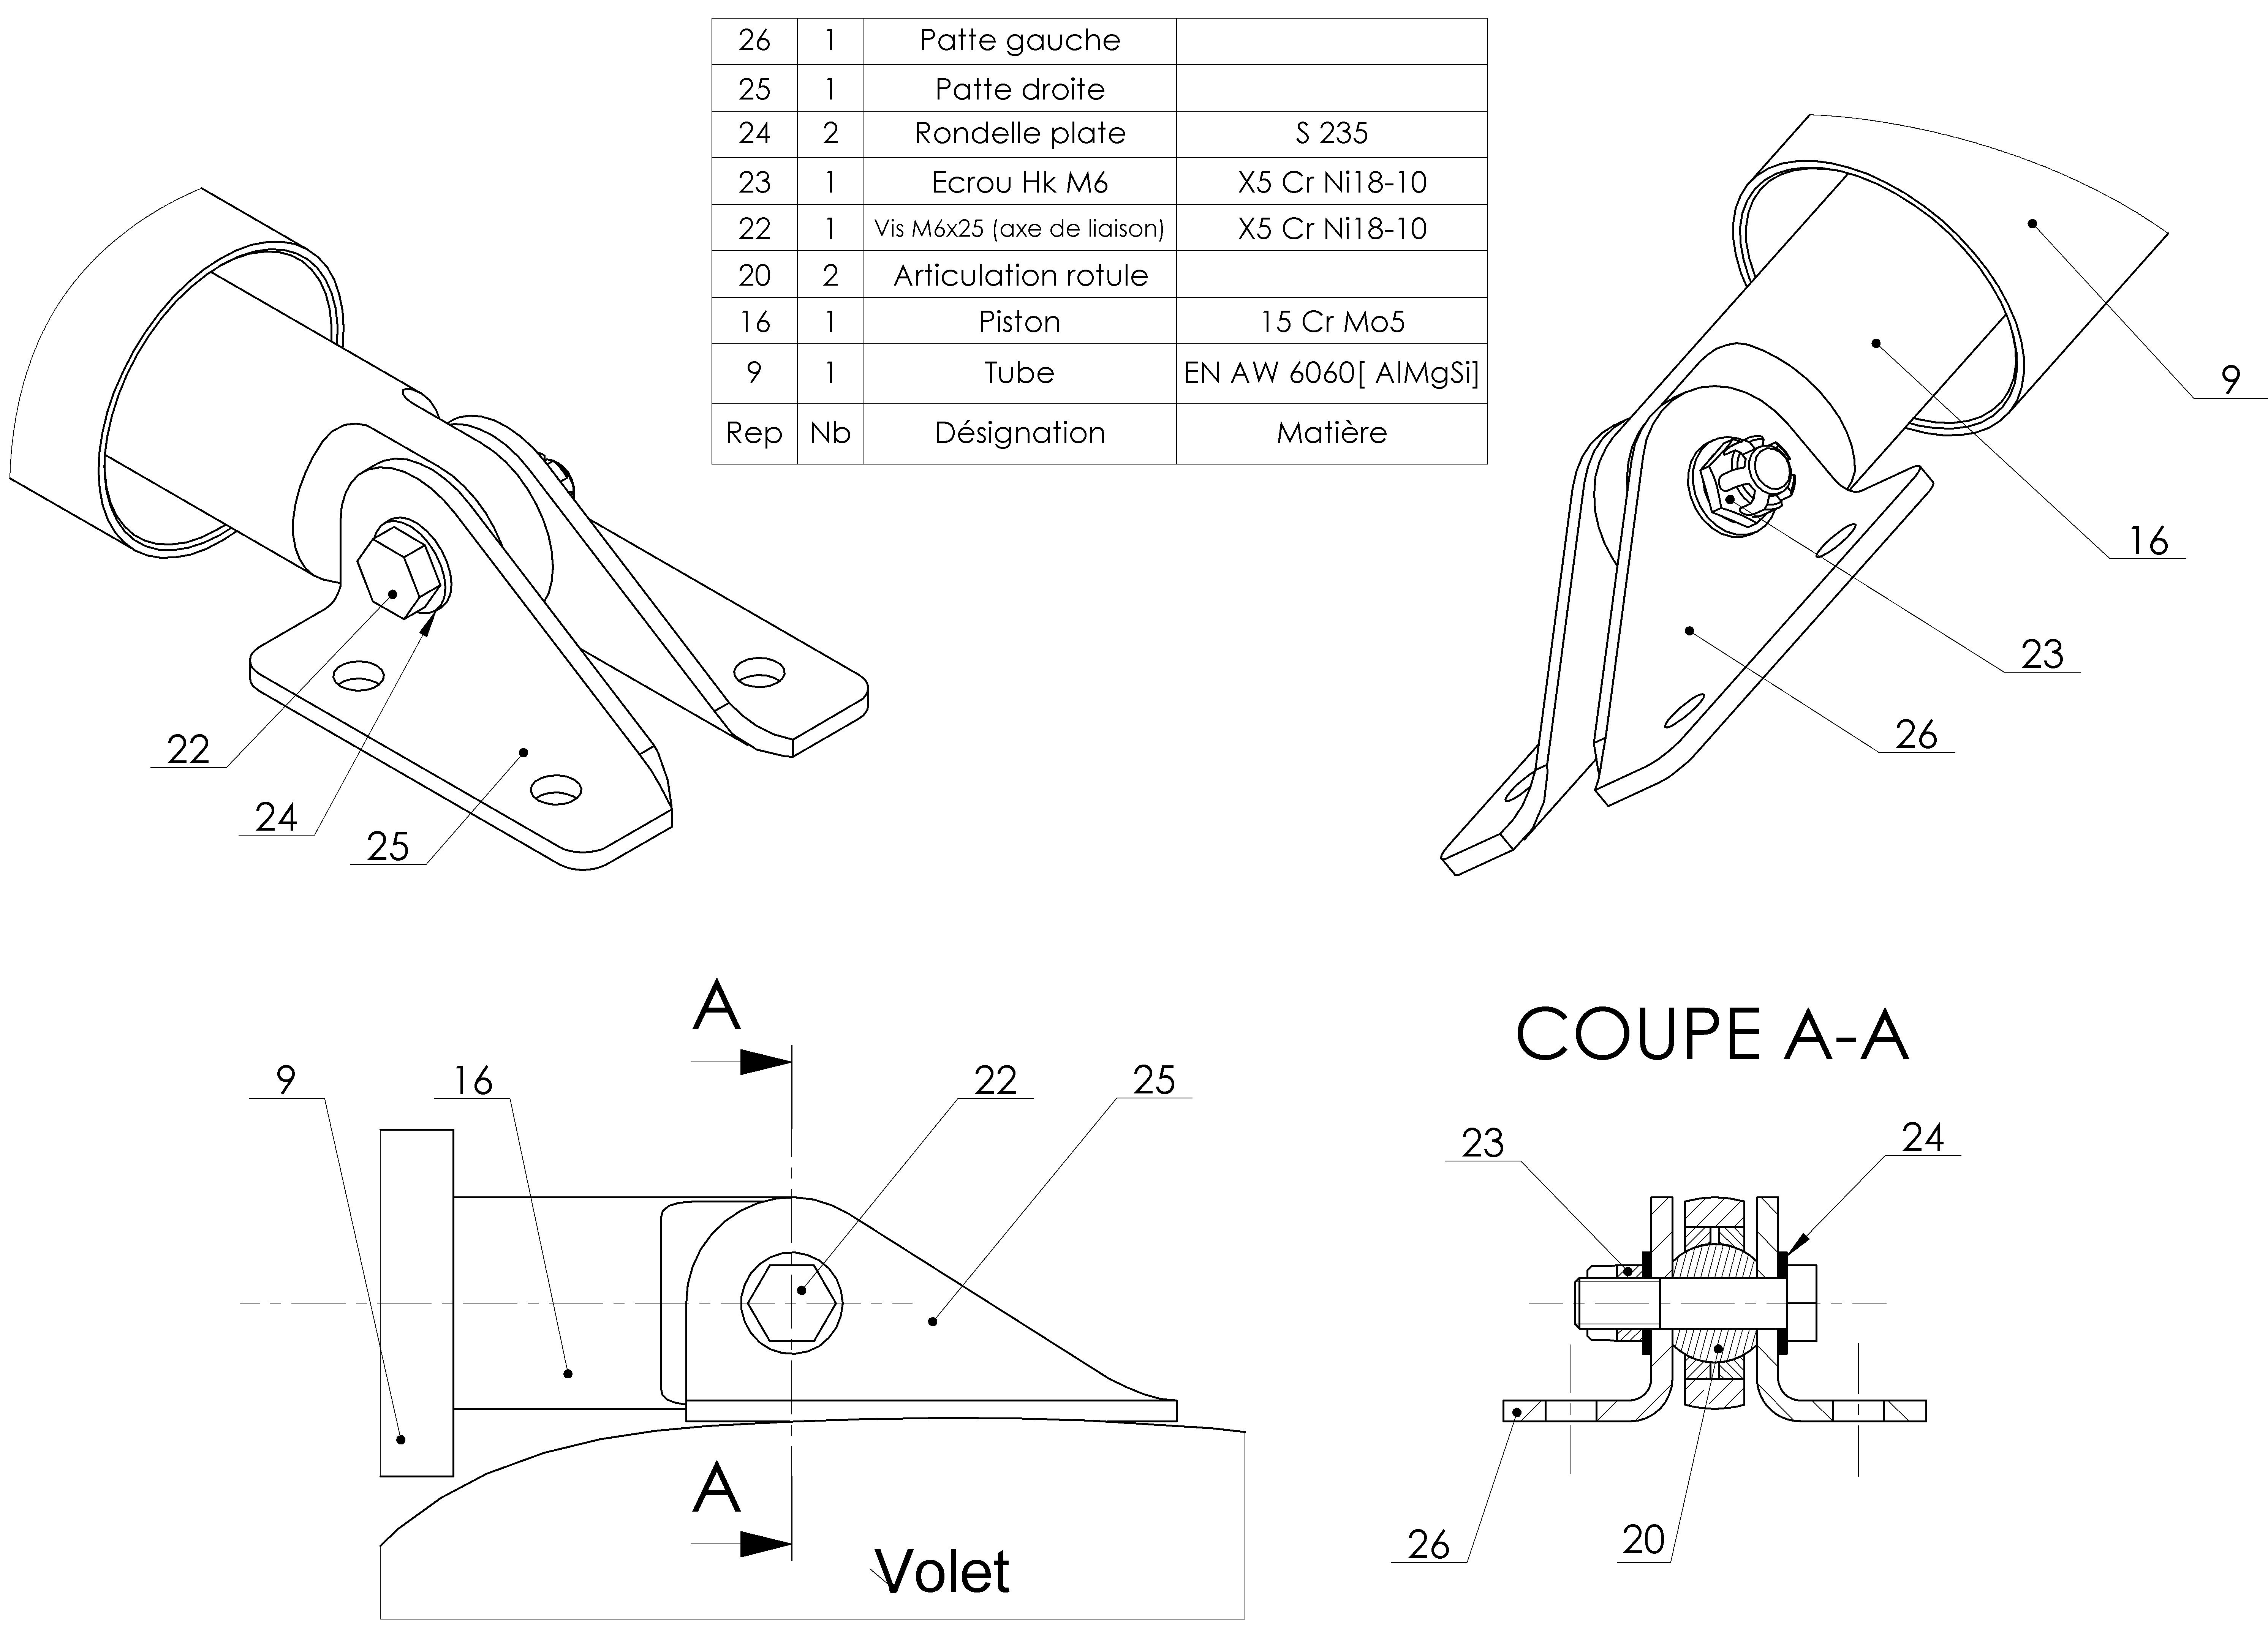 26 1 Patte gauche
25 1 Patte droite
24 2 Rondelle plate S 235
23 1 Ecrou Hk M6 X5 Cr Ni18-10
22 1 Vis M6x25 (axe de liaison) X5 Cr Ni18-10
20 2 Articulation rotule
16 1 Piston 15 Cr Mo5
9 1 Tube EN AW 6060[ AlMgSi]
Rep Nb Désignation Matière
22
24
25
9
16
23
26
A
9
16
22
25
A
Volet
COUPE A-A
23
24
26
20